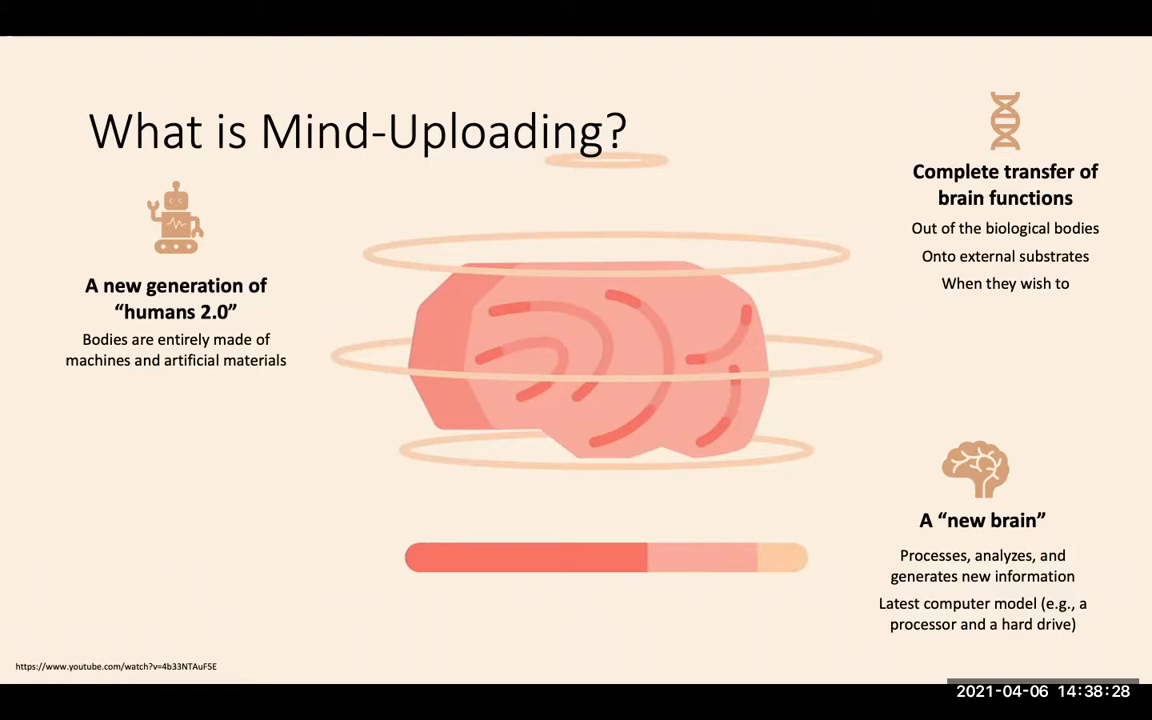 What is Mind-Uploading?
A new generation of
“humans 2.0”
Bodies are entirely made of
machines and artificial materials
Complete transfer of
brain functions
Out of the biological bodies
Onto external substrates
When they wish to
A “new brain”
Processes, analyzes, and
generates new information
Latest computer model (e.g., a
processor and a hard drive)
https://www.youtube.com/watch?v=4b33NTAuF5E
2021-04-06 14:38:28